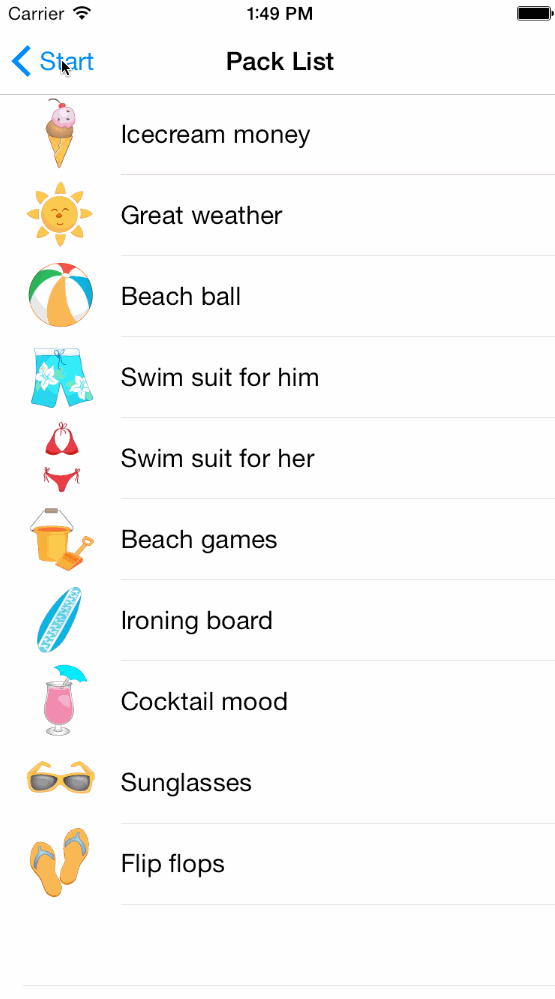 Carrier 1:49 PM
Start Pack List
Icecream money
Great weather
Beach ball
Swim suit for him
Swim suit for her
Beach games
Ironing board
Cocktail mood
Sunglasses
Flip flops